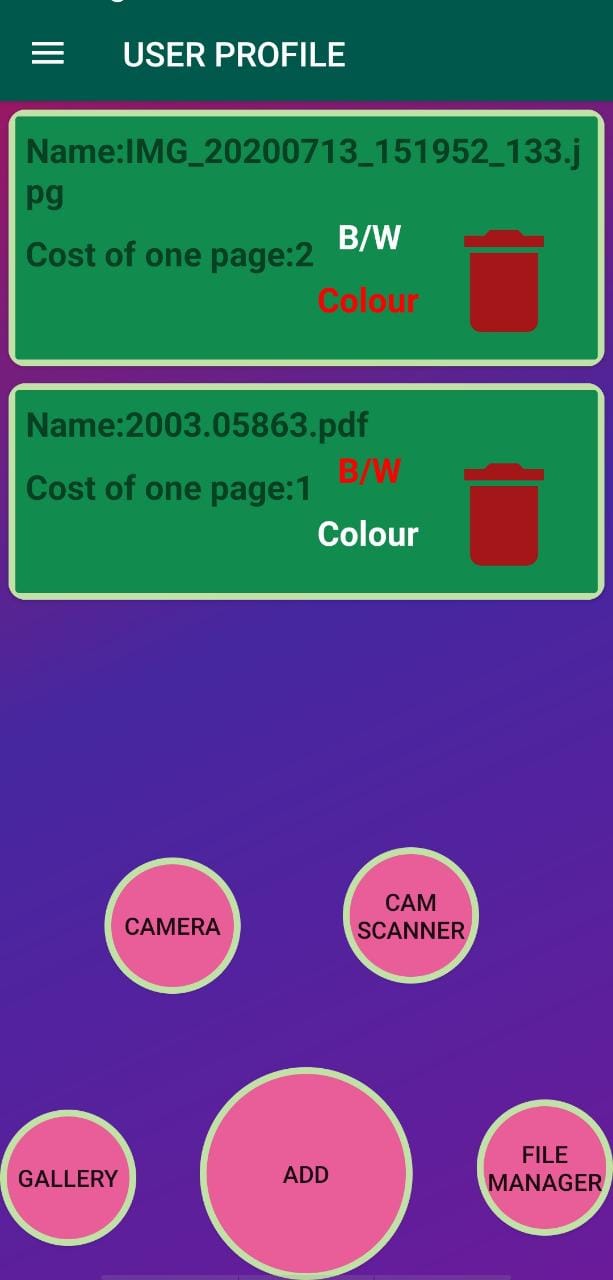 USER PROFILE
Name:IMG_20200713_151952_133.j
pg
Cost of one page:2
B/W
Colour
Name:2003.05863.pdf
Cost of one page:1
B/W
Colour
CAMERA
CAM
SCANNER
GALLERY
ADD
FILE
MANAGER